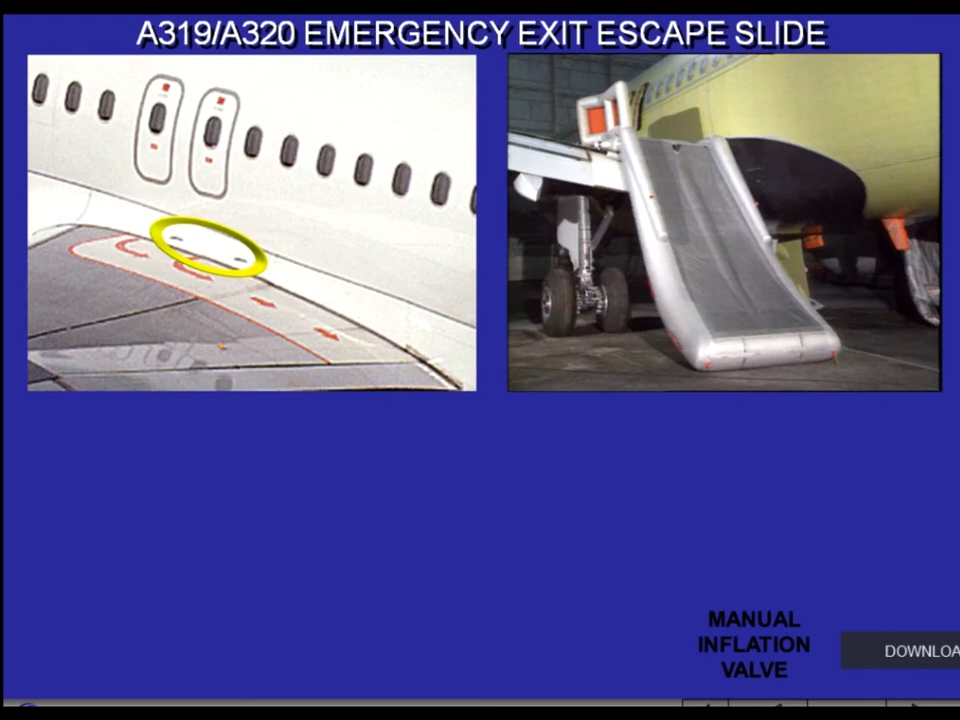 A319/A320 EMERGENCY EXIT ESCAPE SLIDE
MANUAL
INFLATION
VALVE
DOWNLOA